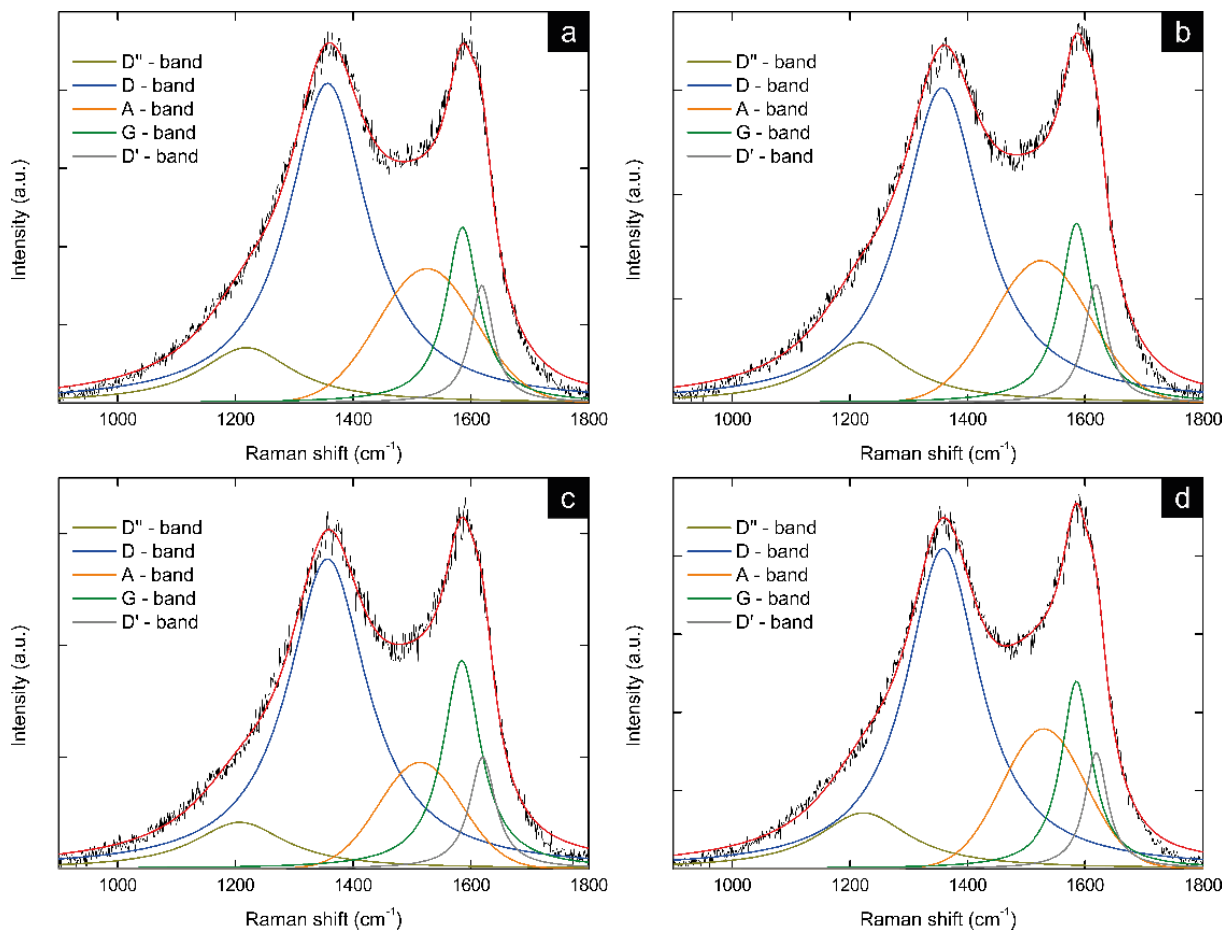 a
D" - band
D - band
A - band
G - band
D' - band
Intensity (a.u.)
1000 1200 1400 1600 1800
Raman shift (cm⁻¹)
b
D" - band
D - band
A - band
G - band
D' - band
Intensity (a.u.)
1000 1200 1400 1600 1800
Raman shift (cm⁻¹)
c
D" - band
D - band
A - band
G - band
D' - band
Intensity (a.u.)
1000 1200 1400 1600 1800
Raman shift (cm⁻¹)
d
D" - band
D - band
A - band
G - band
D' - band
Intensity (a.u.)
1000 1200 1400 1600 1800
Raman shift (cm⁻¹)